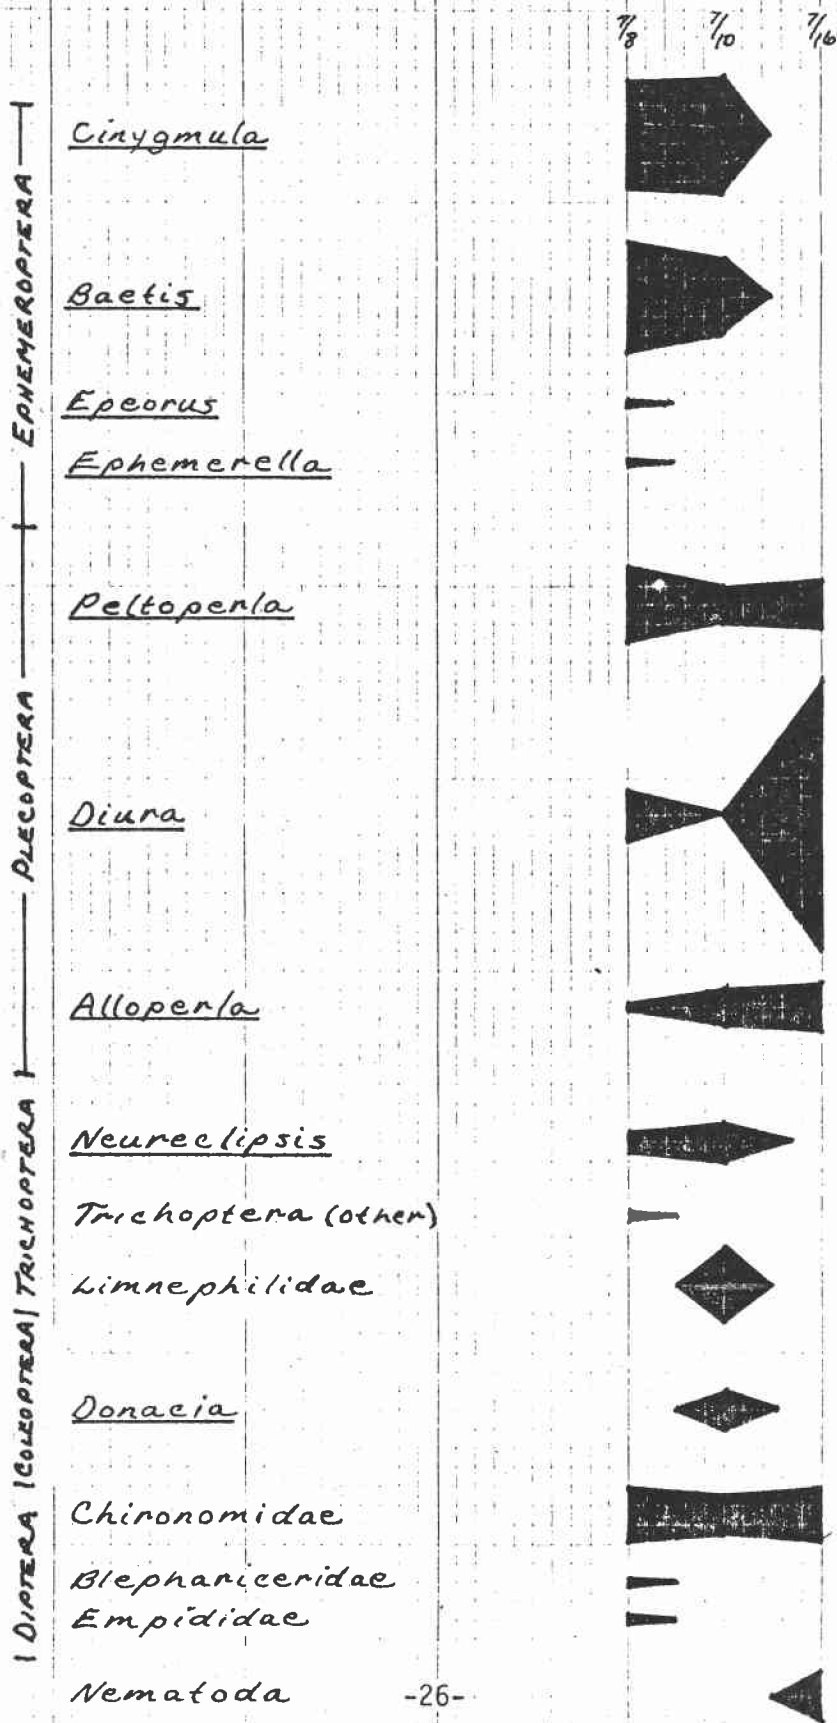 7/8 7/10 7/16
Cinygmula
Baetis
Epeorus
Ephemerella
EPHEMEROPTERA
Peltoperla
Diura
Alloperla
PLECOPTERA
Neureclipsis
Trichoptera (other)
Limnephilidae
TRICHOPTERA
Donacia
COLEOPTERA
Chironomidae
Blephariceridae
Empididae
DIPTERA
Nematoda
-26-